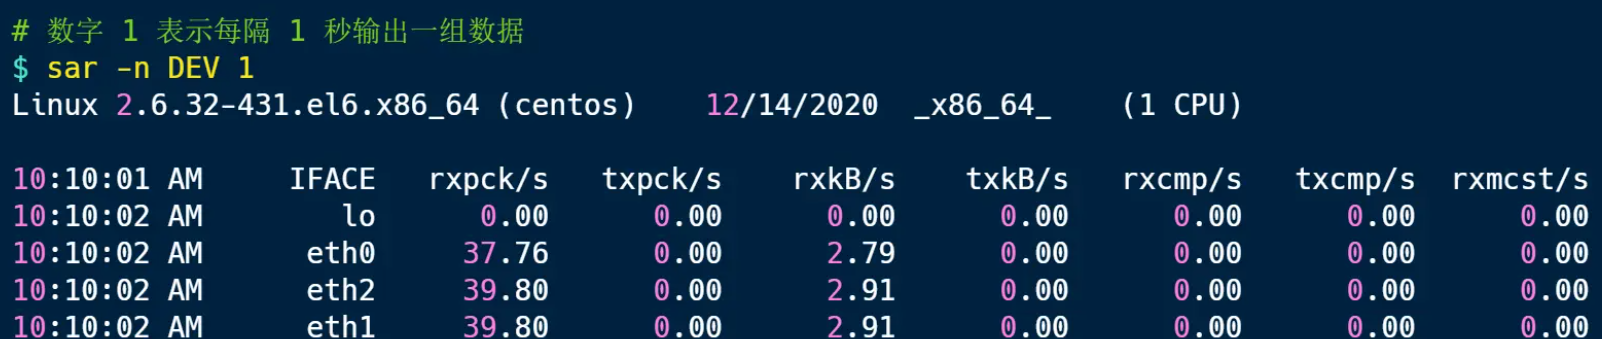 # 数字 1 表示每隔 1 秒输出一组数据
$ sar -n DEV 1
Linux 2.6.32-431.el6.x86_64 (centos) 12/14/2020 _x86_64_ (1 CPU)
10:10:01 AM IFACE rxpck/s txpck/s rxkB/s txkB/s rxcmp/s txcmp/s rxmcst/s
10:10:02 AM lo 0.00 0.00 0.00 0.00 0.00 0.00 0.00
10:10:02 AM eth0 37.76 0.00 2.79 0.00 0.00 0.00 0.00
10:10:02 AM eth2 39.80 0.00 2.91 0.00 0.00 0.00 0.00
10:10:02 AM eth1 39.80 0.00 2.91 0.00 0.00 0.00 0.00